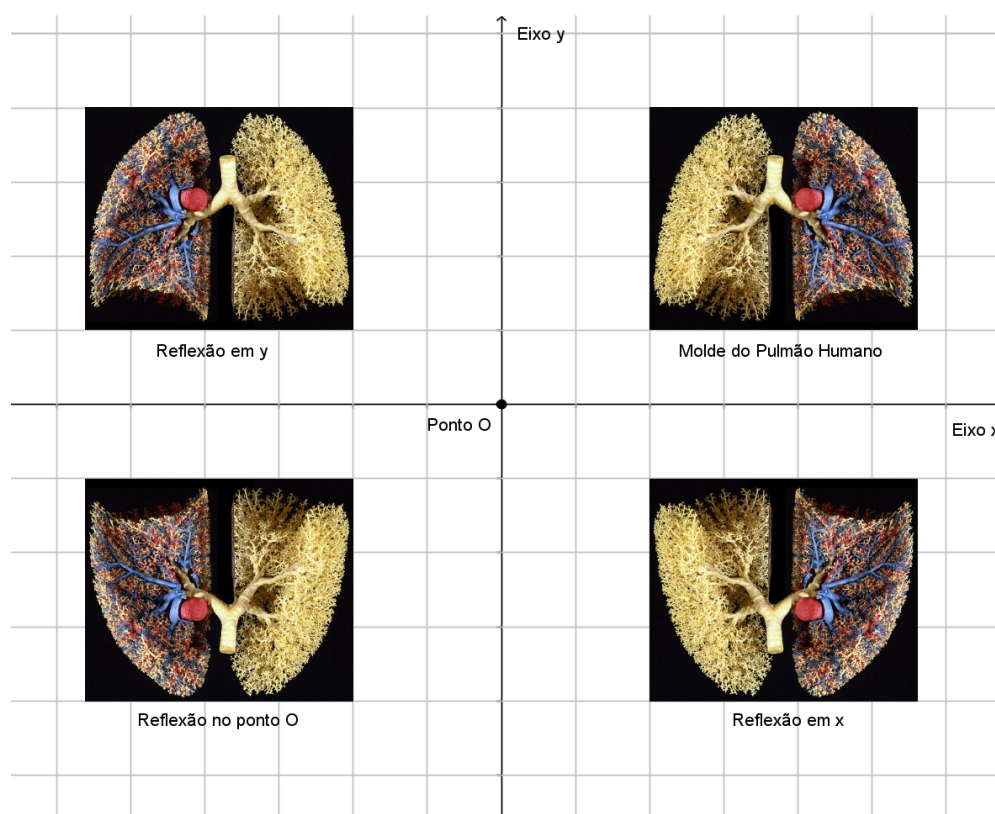 Eixo y
Reflexão em y
Molde do Pulmão Humano
Ponto O
Eixo x
Reflexão no ponto O
Reflexão em x